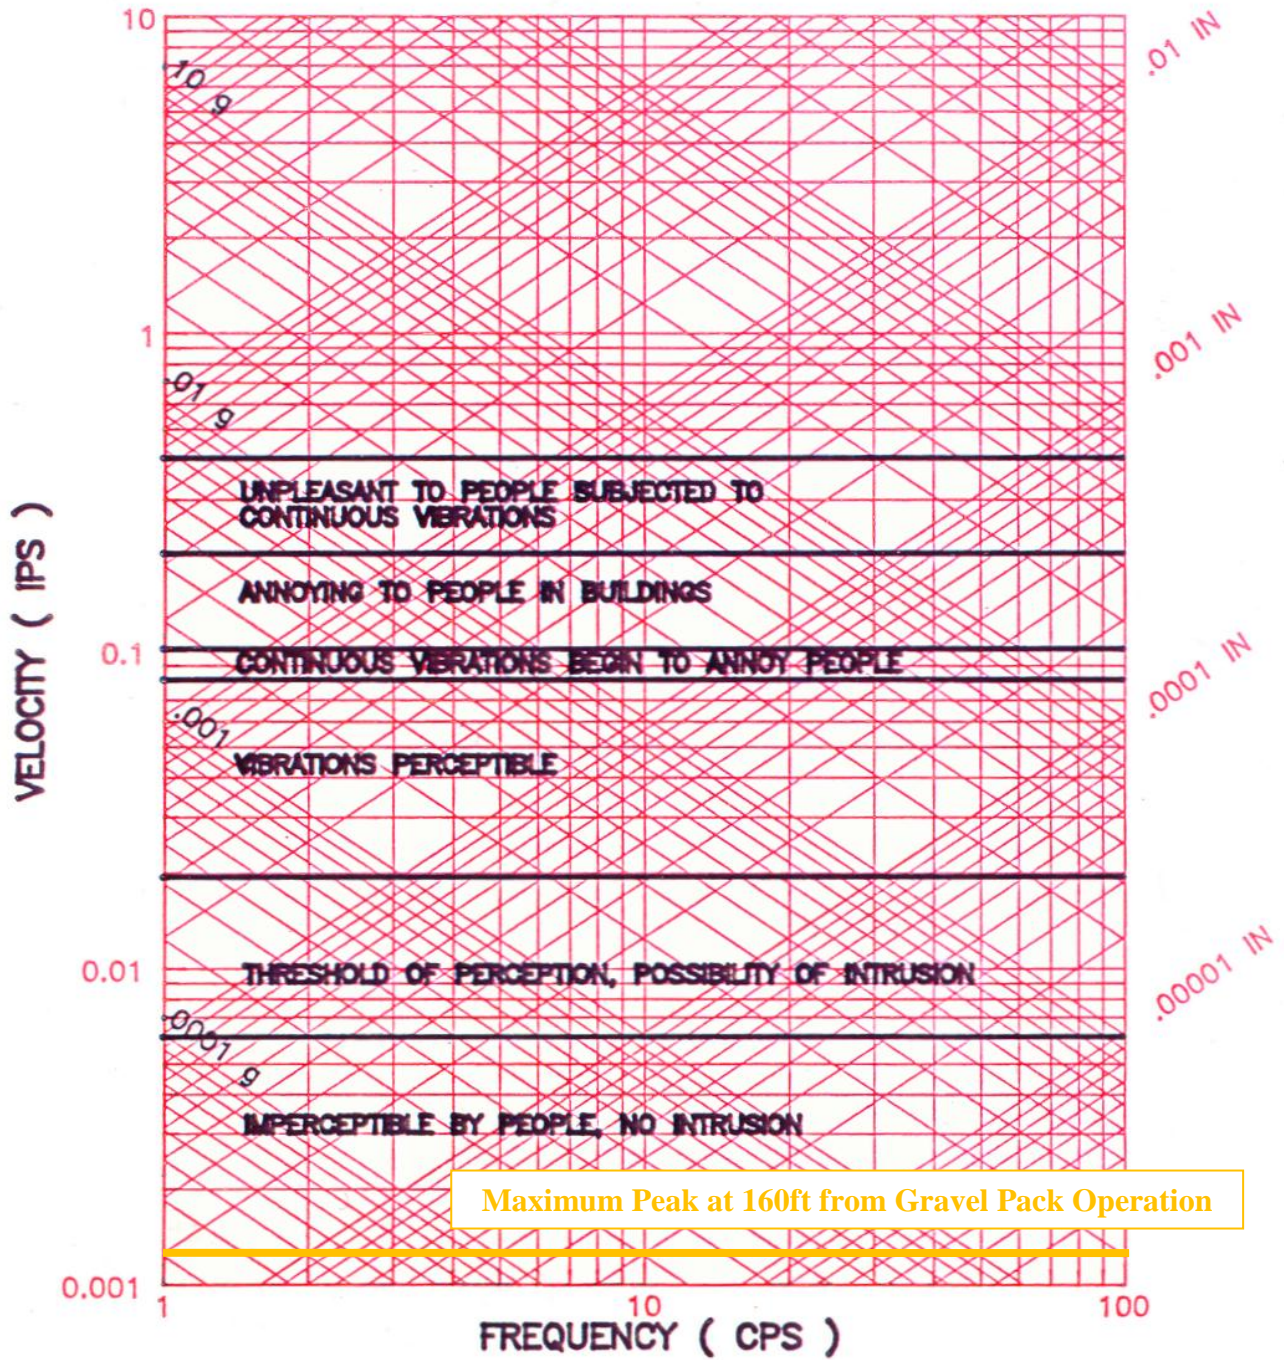 10
.01 IN
10 g
1
.001 IN
.01 g
UNPLEASANT TO PEOPLE SUBJECTED TO
CONTINUOUS VIBRATIONS
ANNOYING TO PEOPLE IN BUILDINGS
0.1
CONTINUOUS VIBRATIONS BEGIN TO ANNOY PEOPLE
.0001 IN
.001
VIBRATIONS PERCEPTIBLE
VELOCITY ( IPS )
0.01
THRESHOLD OF PERCEPTION, POSSIBILITY OF INTRUSION
.00001 IN
.0001 g
IMPERCEPTIBLE BY PEOPLE, NO INTRUSION
Maximum Peak at 160ft from Gravel Pack Operation
0.001
1
10
100
FREQUENCY ( CPS )